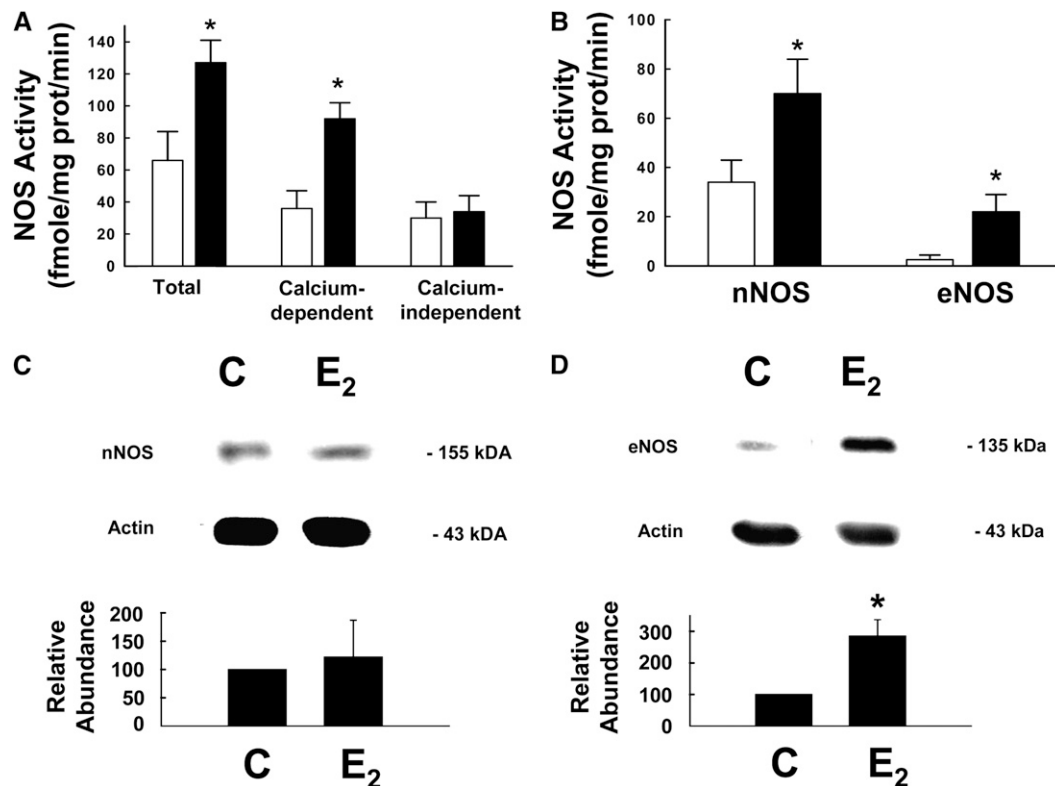 A
NOS Activity
(fmole/mg prot/min)
140
120
100
80
60
40
20
0
*
*
Total
Calcium-
dependent
Calcium-
independent
B
NOS Activity
(fmole/mg prot/min)
100
80
60
40
20
0
*
*
nNOS
eNOS
C
C
E₂
nNOS
- 155 kDA
Actin
- 43 kDA
Relative
Abundance
200
150
100
50
0
C
E₂
D
C
E₂
eNOS
- 135 kDa
Actin
- 43 kDa
Relative
Abundance
300
200
100
0
*
C
E₂